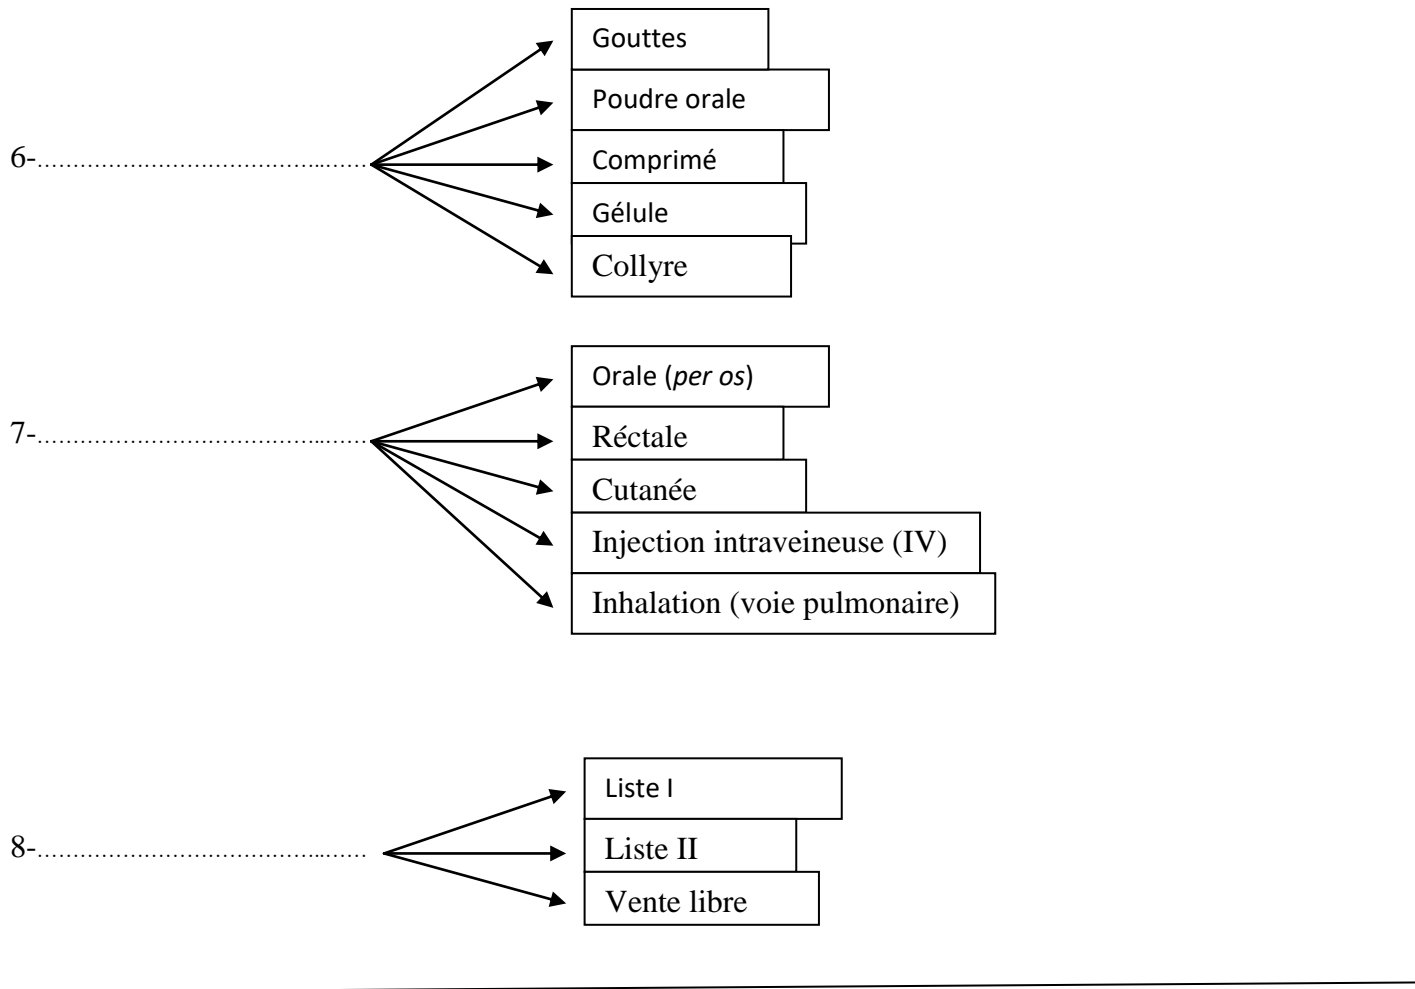 Gouttes
Poudre orale
6-………………………………………
Comprimé
Gélule
Collyre
Orale (per os)
7-………………………………………
Réctale
Cutanée
Injection intraveineuse (IV)
Inhalation (voie pulmonaire)
Liste I
8-………………………………………
Liste II
Vente libre